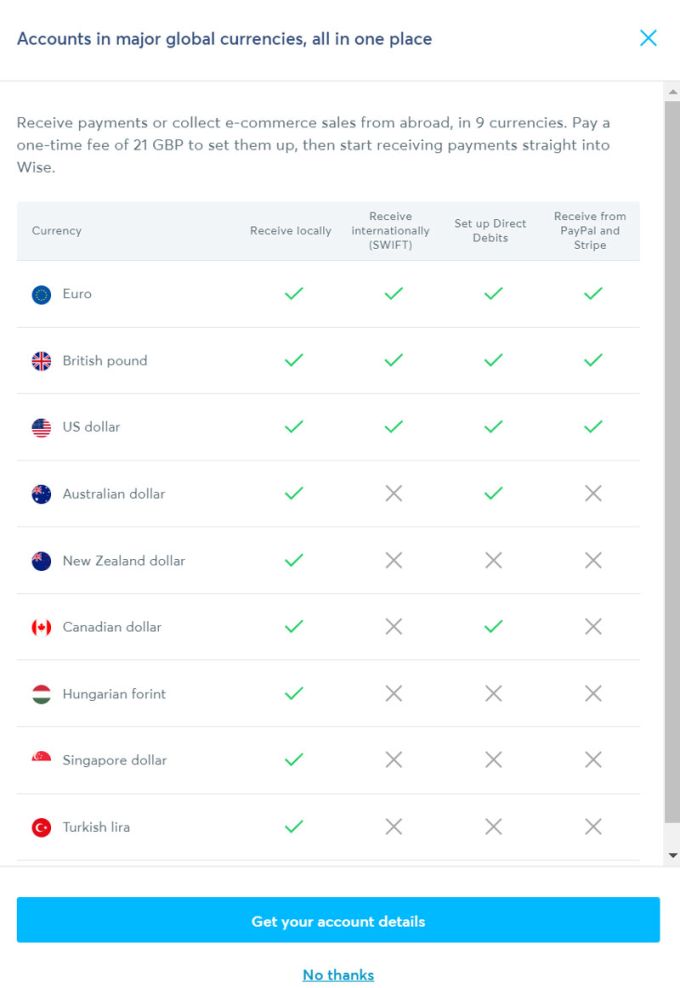 Accounts in major global currencies, all in one place
Receive payments or collect e-commerce sales from abroad, in 9 currencies. Pay a
one-time fee of 21 GBP to set them up, then start receiving payments straight into
Wise.
Currency
Receive locally
Receive
internationally
(SWIFT)
Set up Direct
Debits
Receive from
PayPal and
Stripe
Euro
British pound
US dollar
Australian dollar
New Zealand dollar
Canadian dollar
Hungarian forint
Singapore dollar
Turkish lira
Get your account details
No thanks